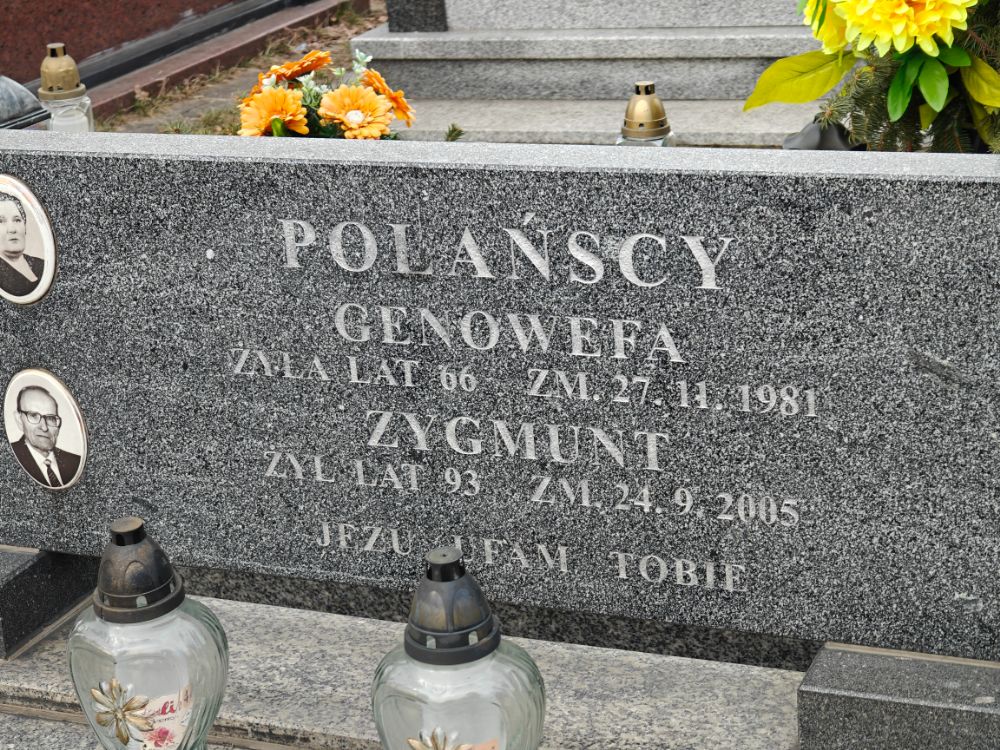 POLAŃSCY
GENOWEFA
ŻYŁA LAT 66 ZM. 27. 11. 1981
ZYGMUNT
ŻYŁ LAT 93 ZM. 24. 9. 2005
JEZU UFAM TOBIE